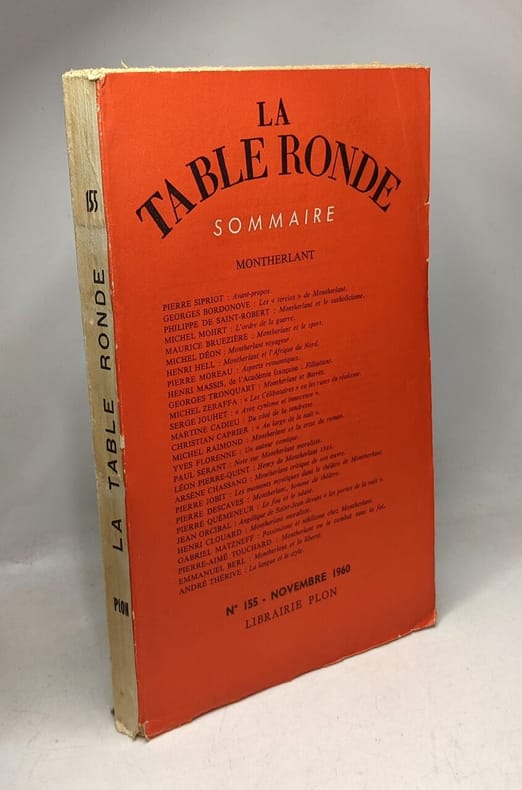 LA
TABLE RONDE
SOMMAIRE
MONTHERLANT
PIERRE SIPRIOT : Avant-propos.
GEORGES BORDONOVE : Les « tercios » de Montherlant.
PHILIPPE DE SAINT-ROBERT : Montherlant et le catholicisme.
MICHEL MOHRT : L'ordre de la guerre.
MAURICE BRUEZIÈRE : Montherlant et le sport.
MICHEL DÉON : Montherlant voyageur.
HENRI HELL : Montherlant et l'Afrique du Nord.
PIERRE MOREAU : Aspects romantiques.
HENRI MASSIS, de l'Académie française : Filiations.
GEORGES TRONQUART : Montherlant et Barrès.
MICHEL ZERAFFA : « Les Célibataires » ou les ruses du réalisme.
SERGE JOUHET : « Avec cynisme et innocence ».
MARTINE CADIEU : Du côté de la tendresse.
CHRISTIAN CAPRIER : « Au large de la nuit ».
MICHEL RAIMOND : Montherlant et la crise du roman.
YVES FLORENNE : Un auteur comique.
PAUL SÉRANT : Note sur Montherlant moraliste.
LÉON PIERRE-QUINT : Henry de Montherlant 1944.
ARSÈNE CHASSANG : Montherlant critique de son œuvre.
PIERRE JOBIT : Les moments mystiques dans le théâtre de Montherlant.
PIERRE DESCAVES : Montherlant, homme de théâtre.
PIERRE QUÉMENEUR : Le fou et le néant.
JEAN ORCIBAL : Angélique de Saint-Jean devant « les portes de la nuit ».
HENRI CLOUARD : Montherlant moraliste.
GABRIEL MATZNEFF : Pessimisme et nihilisme chez Montherlant.
PIERRE-AIMÉ TOUCHARD : Montherlant ou le combat sans la foi.
EMMANUEL BERL : Montherlant et la liberté.
ANDRÉ THÉRIVE : La langue et le style.
N° 155 - NOVEMBRE 1960
LIBRAIRIE PLON
155
LA TABLE RONDE
PLON